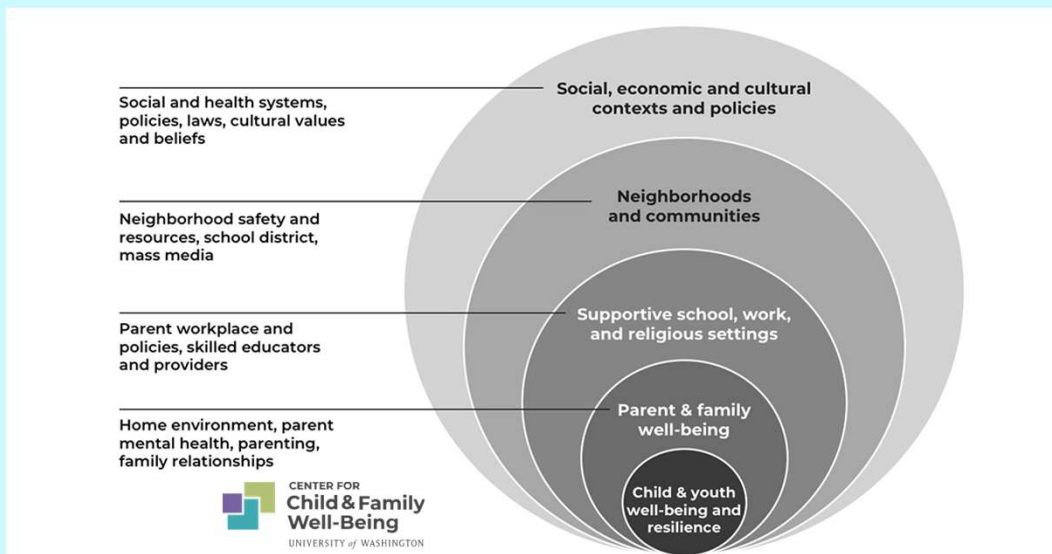 Social and health systems,
policies, laws, cultural values
and beliefs
Social, economic and cultural
contexts and policies
Neighborhood safety and
resources, school district,
mass media
Neighborhoods
and communities
Parent workplace and
policies, skilled educators
and providers
Supportive school, work,
and religious settings
Home environment, parent
mental health, parenting,
family relationships
Parent & family
well-being
Child & youth
well-being and
resilience
CENTER FOR
Child & Family
Well-Being
UNIVERSITY of WASHINGTON